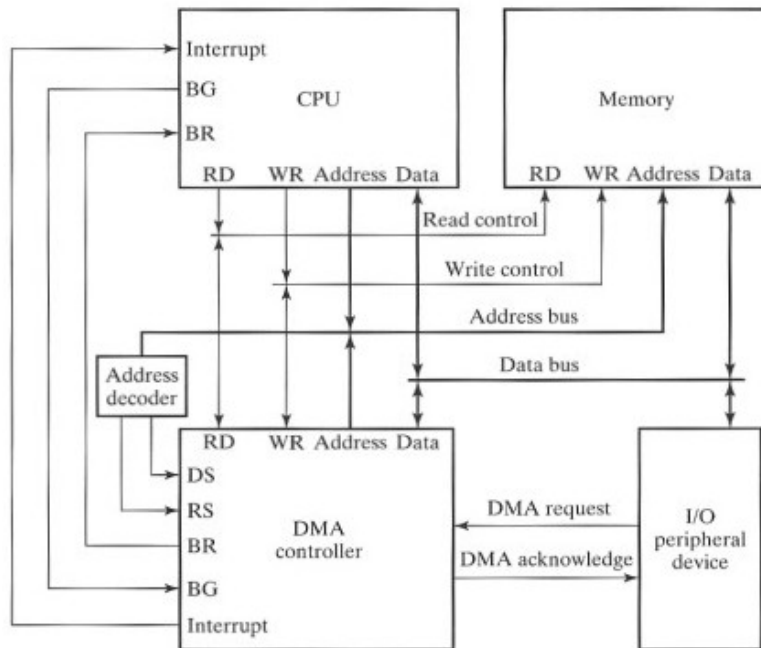 Interrupt
BG
CPU
Memory
BR
RD WR Address Data
RD WR Address Data
Read control
Write control
Address bus
Data bus
Address
decoder
RD WR Address Data
DS
RS
BR
BG
Interrupt
DMA
controller
DMA request
DMA acknowledge
I/O
peripheral
device